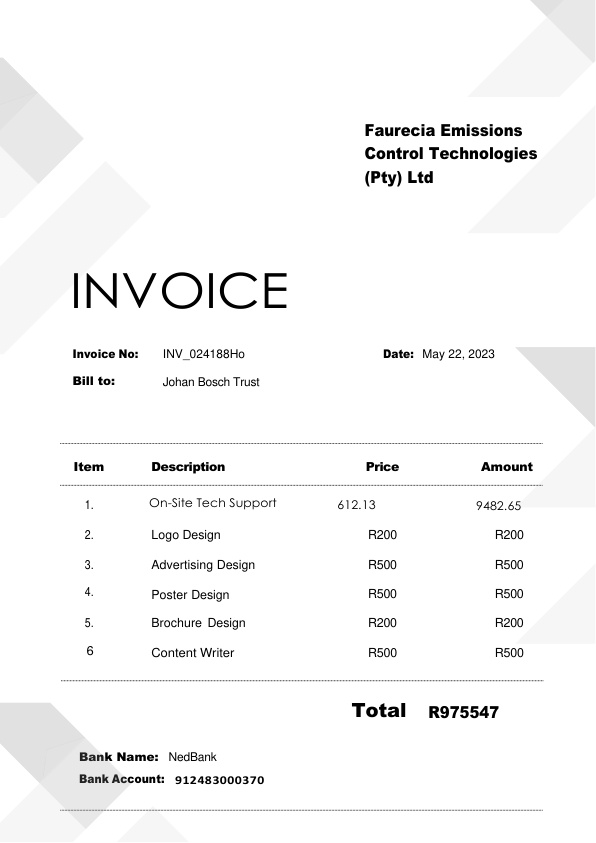 Faurecia Emissions
Control Technologies
(Pty) Ltd
INVOICE
Invoice No: INV_024188Ho Date: May 22, 2023
Bill to: Johan Bosch Trust
Item Description Price Amount
1. On-Site Tech Support 612.13 9482.65
2. Logo Design R200 R200
3. Advertising Design R500 R500
4. Poster Design R500 R500
5. Brochure Design R200 R200
6 Content Writer R500 R500
Total R975547
Bank Name: NedBank
Bank Account: 912483000370